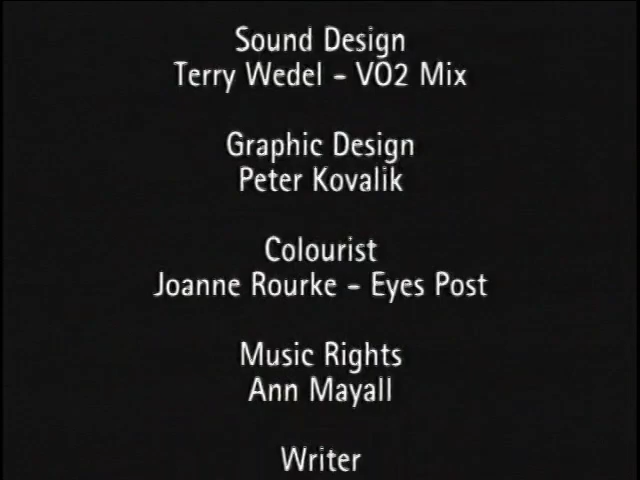 Sound Design
Terry Wedel - VO2 Mix
Graphic Design
Peter Kovalik
Colourist
Joanne Rourke - Eyes Post
Music Rights
Ann Mayall
Writer